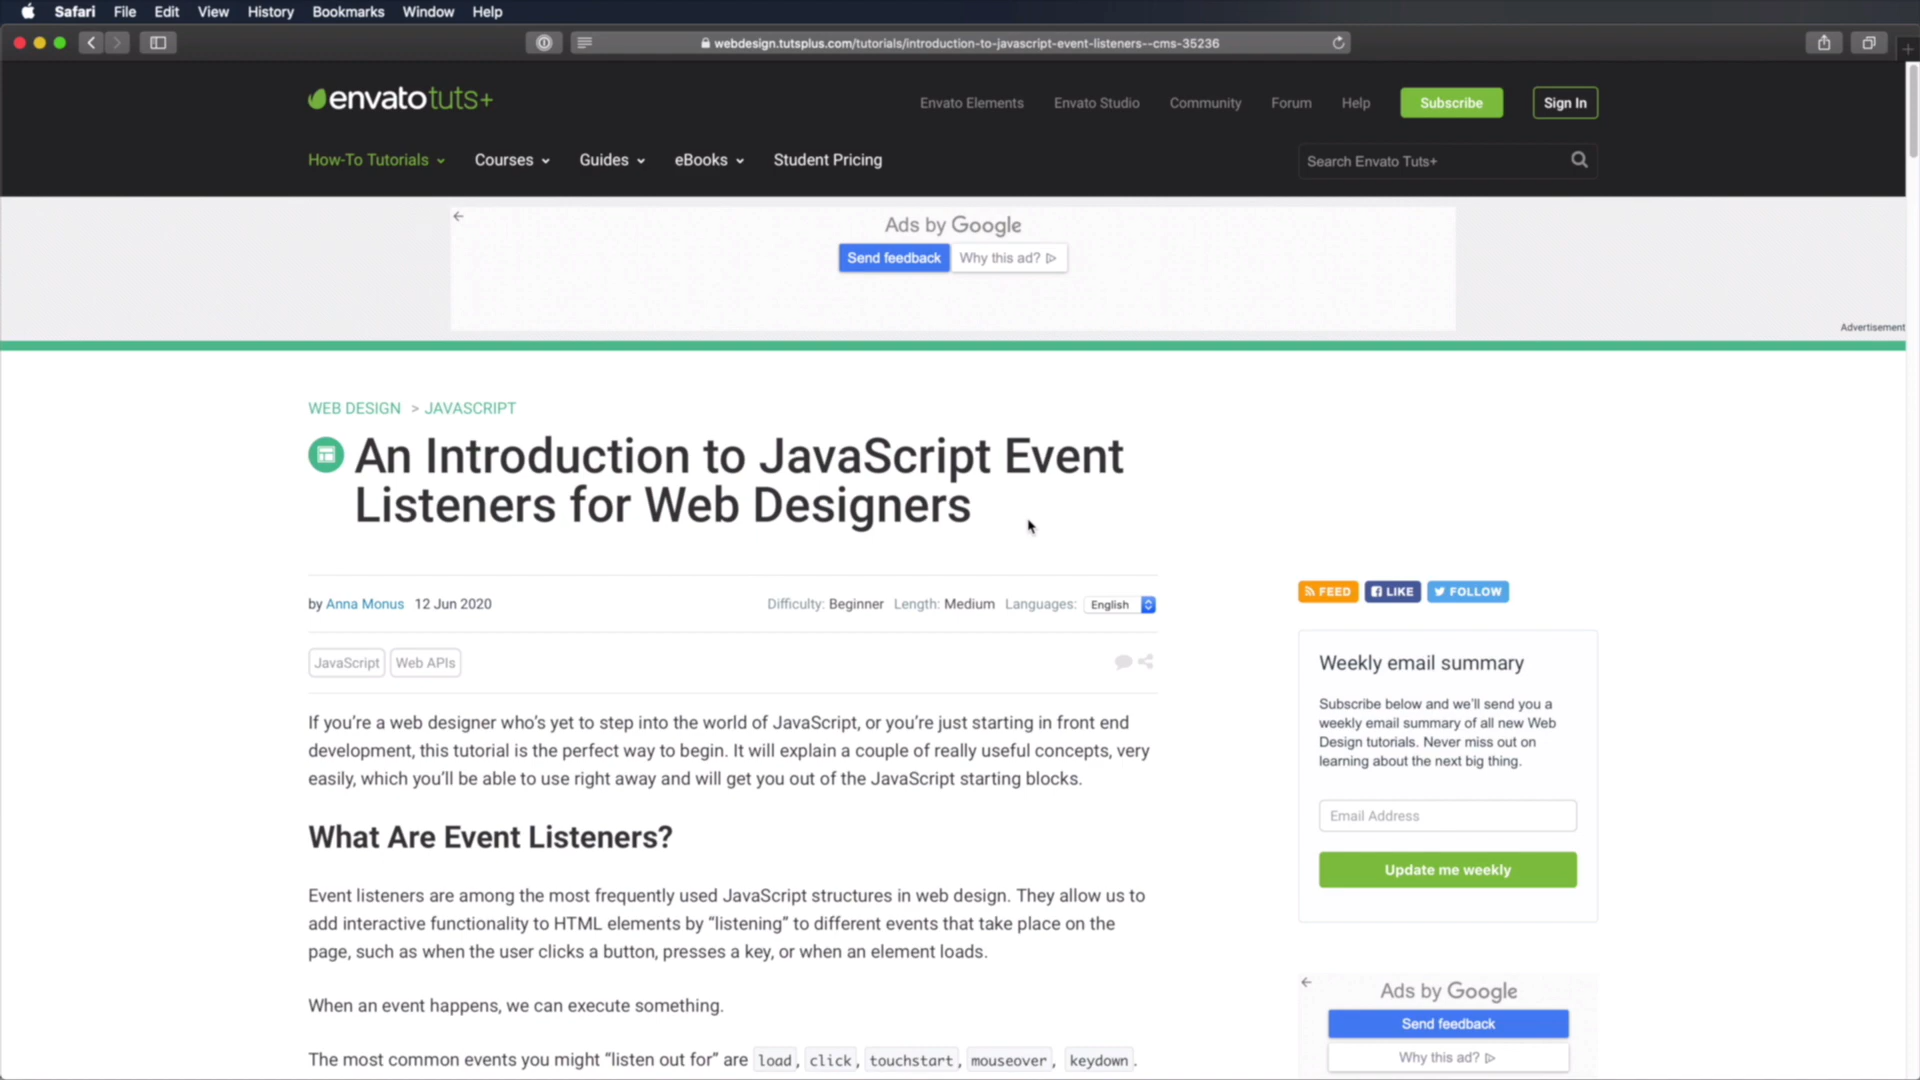 Safari File Edit View History Bookmarks Window Help
webdesign.tutsplus.com/tutorials/introduction-to-javascript-event-listeners--cms-35236
envatotuts+
Envato Elements Envato Studio Community Forum Help Subscribe Sign In
How-To Tutorials Courses Guides eBooks Student Pricing
Search Envato Tuts+
Ads by Google
Send feedback Why this ad?
Advertisement
WEB DESIGN > JAVASCRIPT
An Introduction to JavaScript Event
Listeners for Web Designers
by Anna Monus 12 Jun 2020
Difficulty: Beginner Length: Medium Languages: English
JavaScript Web APIs
If you’re a web designer who’s yet to step into the world of JavaScript, or you’re just starting in front end
development, this tutorial is the perfect way to begin. It will explain a couple of really useful concepts, very
easily, which you’ll be able to use right away and will get you out of the JavaScript starting blocks.
What Are Event Listeners?
Event listeners are among the most frequently used JavaScript structures in web design. They allow us to
add interactive functionality to HTML elements by “listening” to different events that take place on the
page, such as when the user clicks a button, presses a key, or when an element loads.
When an event happens, we can execute something.
The most common events you might “listen out for” are load, click, touchstart, mouseover, keydown.
FEED LIKE FOLLOW
Weekly email summary
Subscribe below and we’ll send you a
weekly email summary of all new Web
Design tutorials. Never miss out on
learning about the next big thing.
Email Address
Update me weekly
Ads by Google
Send feedback
Why this ad?